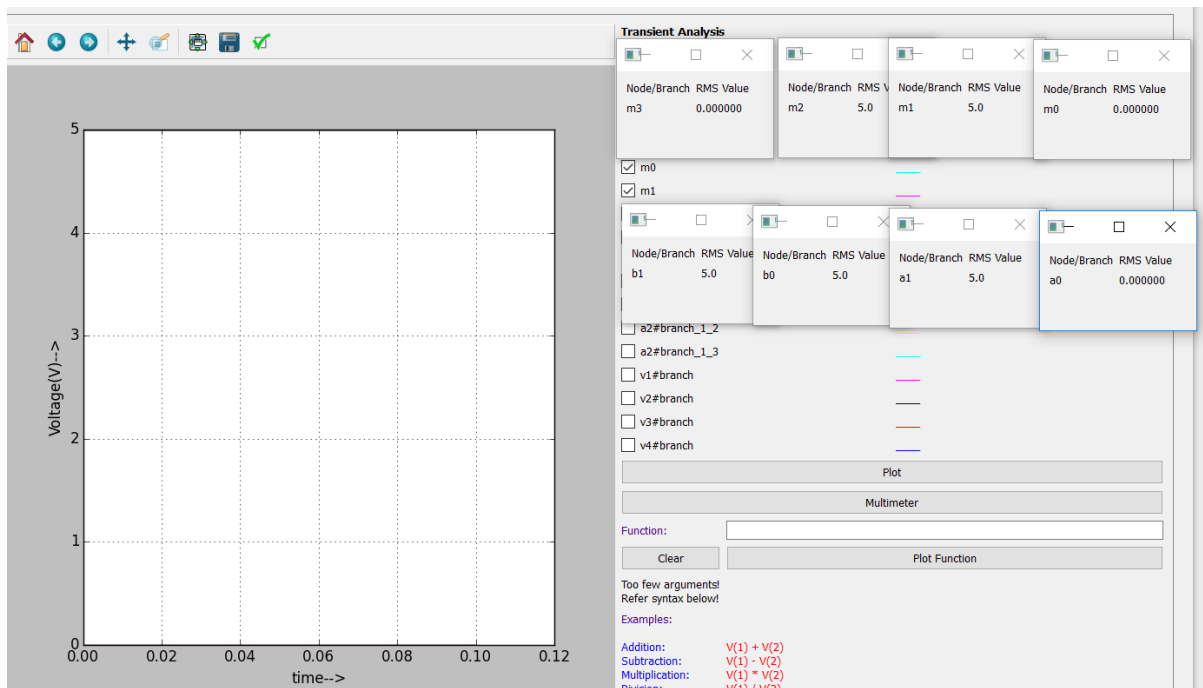 Transient Analysis
Node/Branch RMS Value
m3 0.000000
Node/Branch RMS V
m2 5.0
Node/Branch RMS Value
m1 5.0
Node/Branch RMS Value
m0 0.000000
m0
m1
Node/Branch RMS Value
b1 5.0
Node/Branch RMS Value
b0 5.0
Node/Branch RMS Value
a1 5.0
Node/Branch RMS Value
a0 0.000000
a2#branch_1_2
a2#branch_1_3
v1#branch
v2#branch
v3#branch
v4#branch
Plot
Multimeter
Function:
Clear
Plot Function
Too few arguments!
Refer syntax below!
Examples:
Addition: V(1) + V(2)
Subtraction: V(1) - V(2)
Multiplication: V(1) * V(2)
Division: V(1) / V(2)
Voltage(V)-->
5
4
3
2
1
0
0.00 0.02 0.04 0.06 0.08 0.10 0.12
time-->